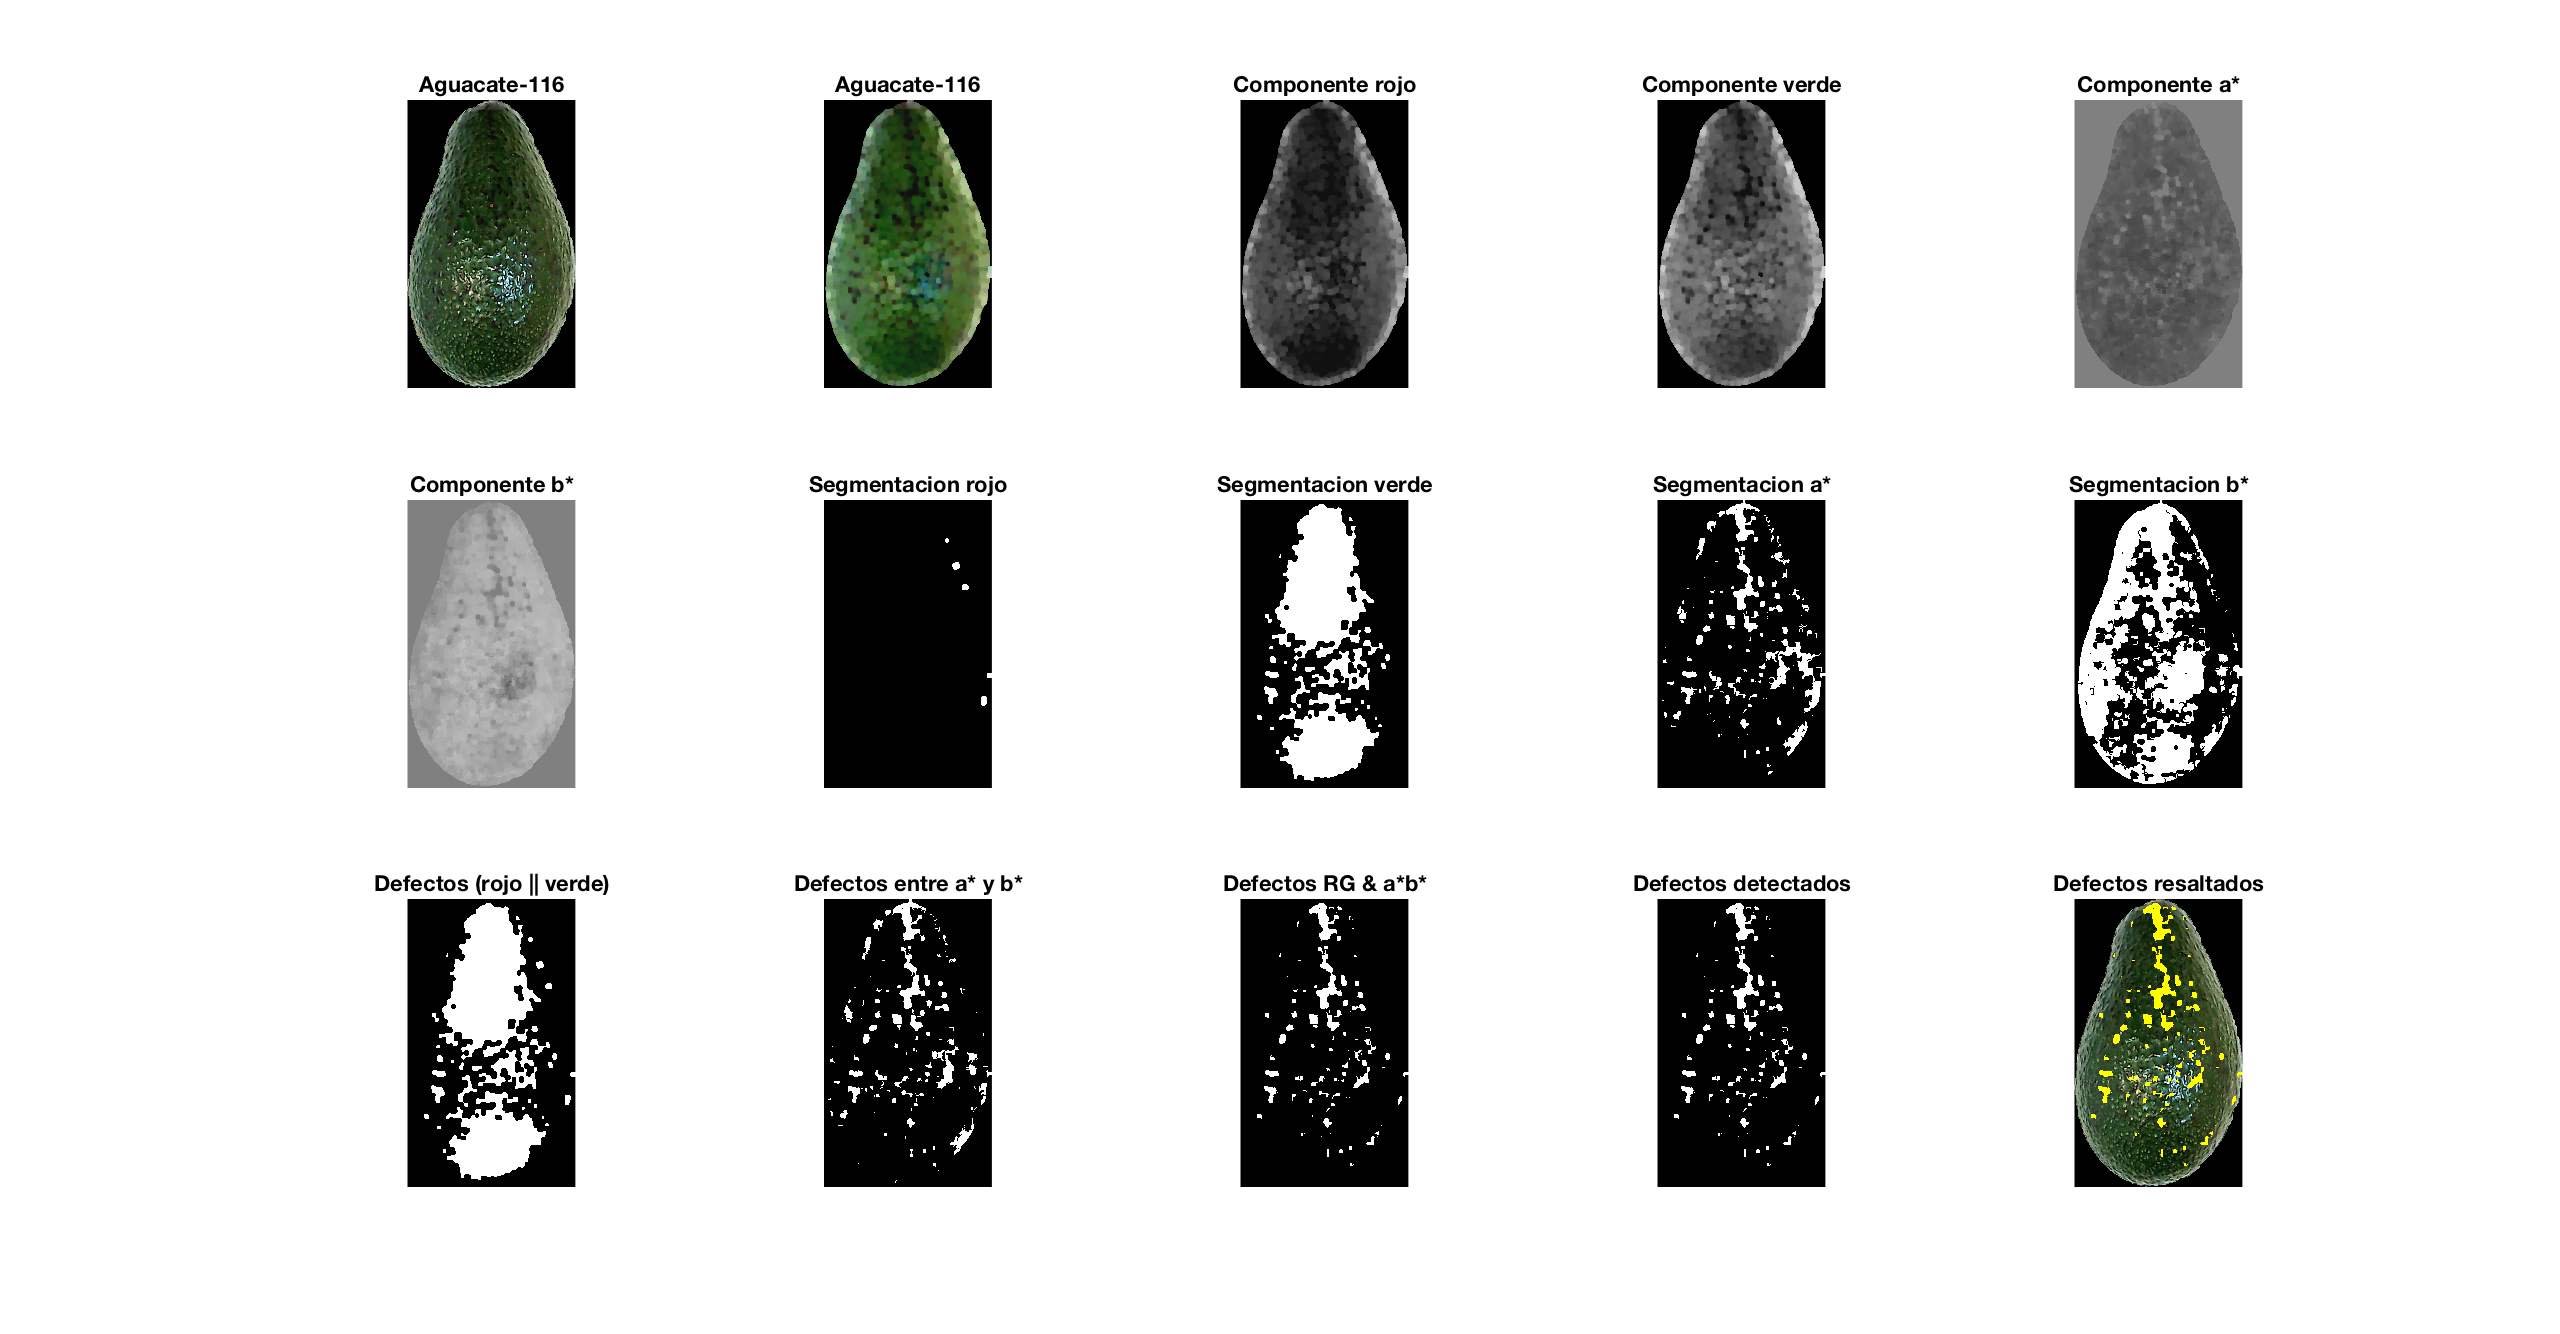 Aguacate-116
Aguacate-116
Componente rojo
Componente verde
Componente a*
Componente b*
Segmentacion rojo
Segmentacion verde
Segmentacion a*
Segmentacion b*
Defectos (rojo || verde)
Defectos entre a* y b*
Defectos RG & a*b*
Defectos detectados
Defectos resaltados